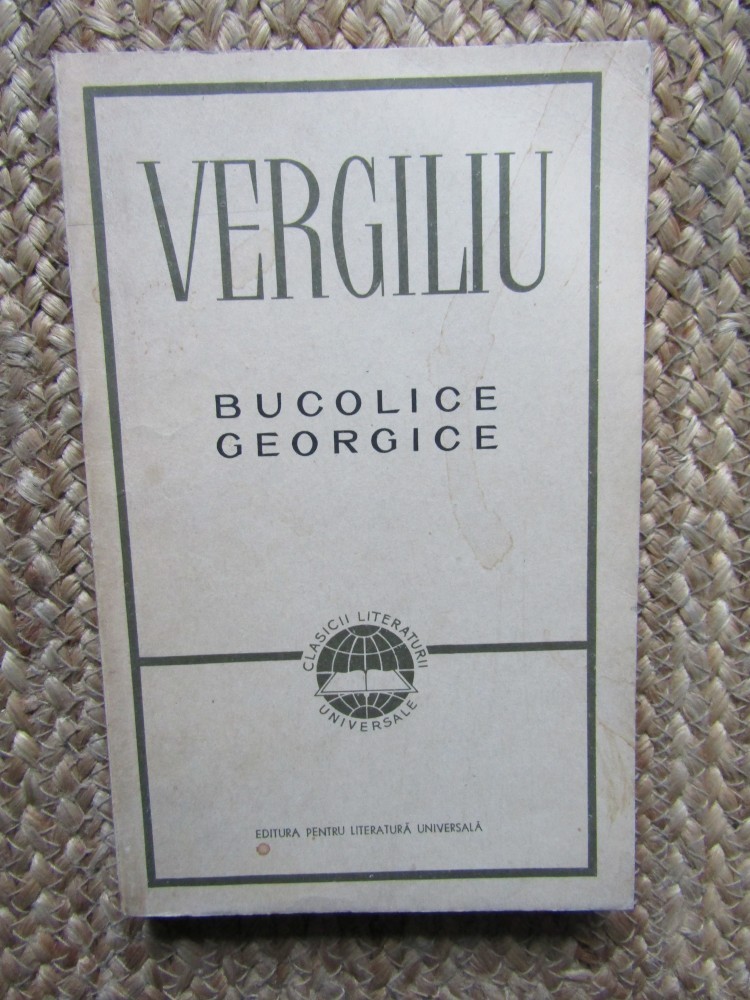 VERGILIU
BUCOLICE
GEORGICE
CLASICII LITERATURII
UNIVERSALE
EDITURA PENTRU LITERATURĂ UNIVERSALĂ